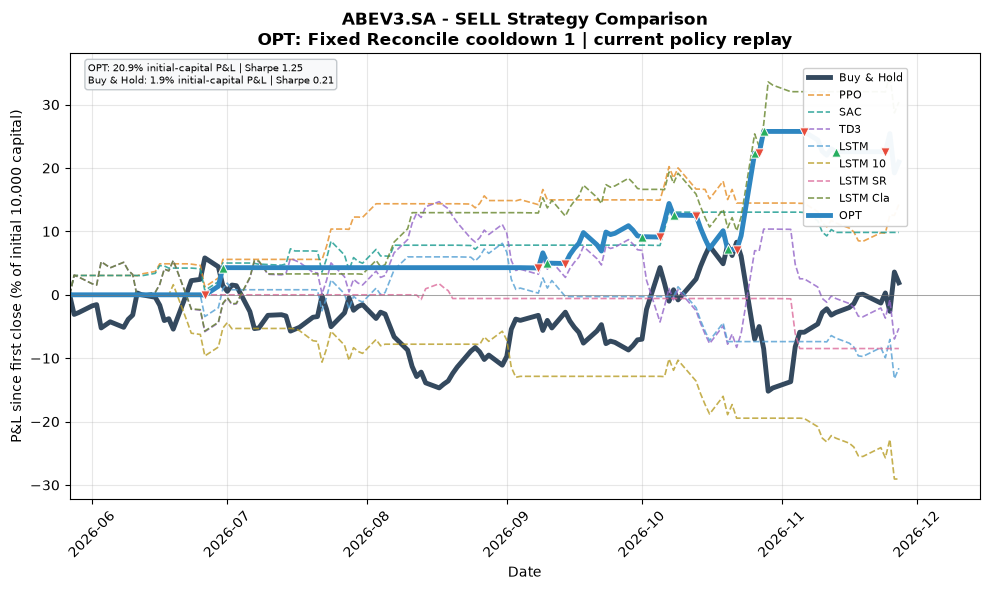 ABEV3.SA - SELL Strategy Comparison
OPT: Fixed Reconcile cooldown 1 | current policy replay
OPT: 20.9% initial-capital P&L | Sharpe 1.25
Buy & Hold: 1.9% initial-capital P&L | Sharpe 0.21
Buy & Hold
PPO
SAC
TD3
LSTM
LSTM 10
LSTM SR
LSTM Cla
OPT
P&L since first close (% of initial 10,000 capital)
30
20
10
0
−10
−20
−30
2026-06
2026-07
2026-08
2026-09
2026-10
2026-11
2026-12
Date